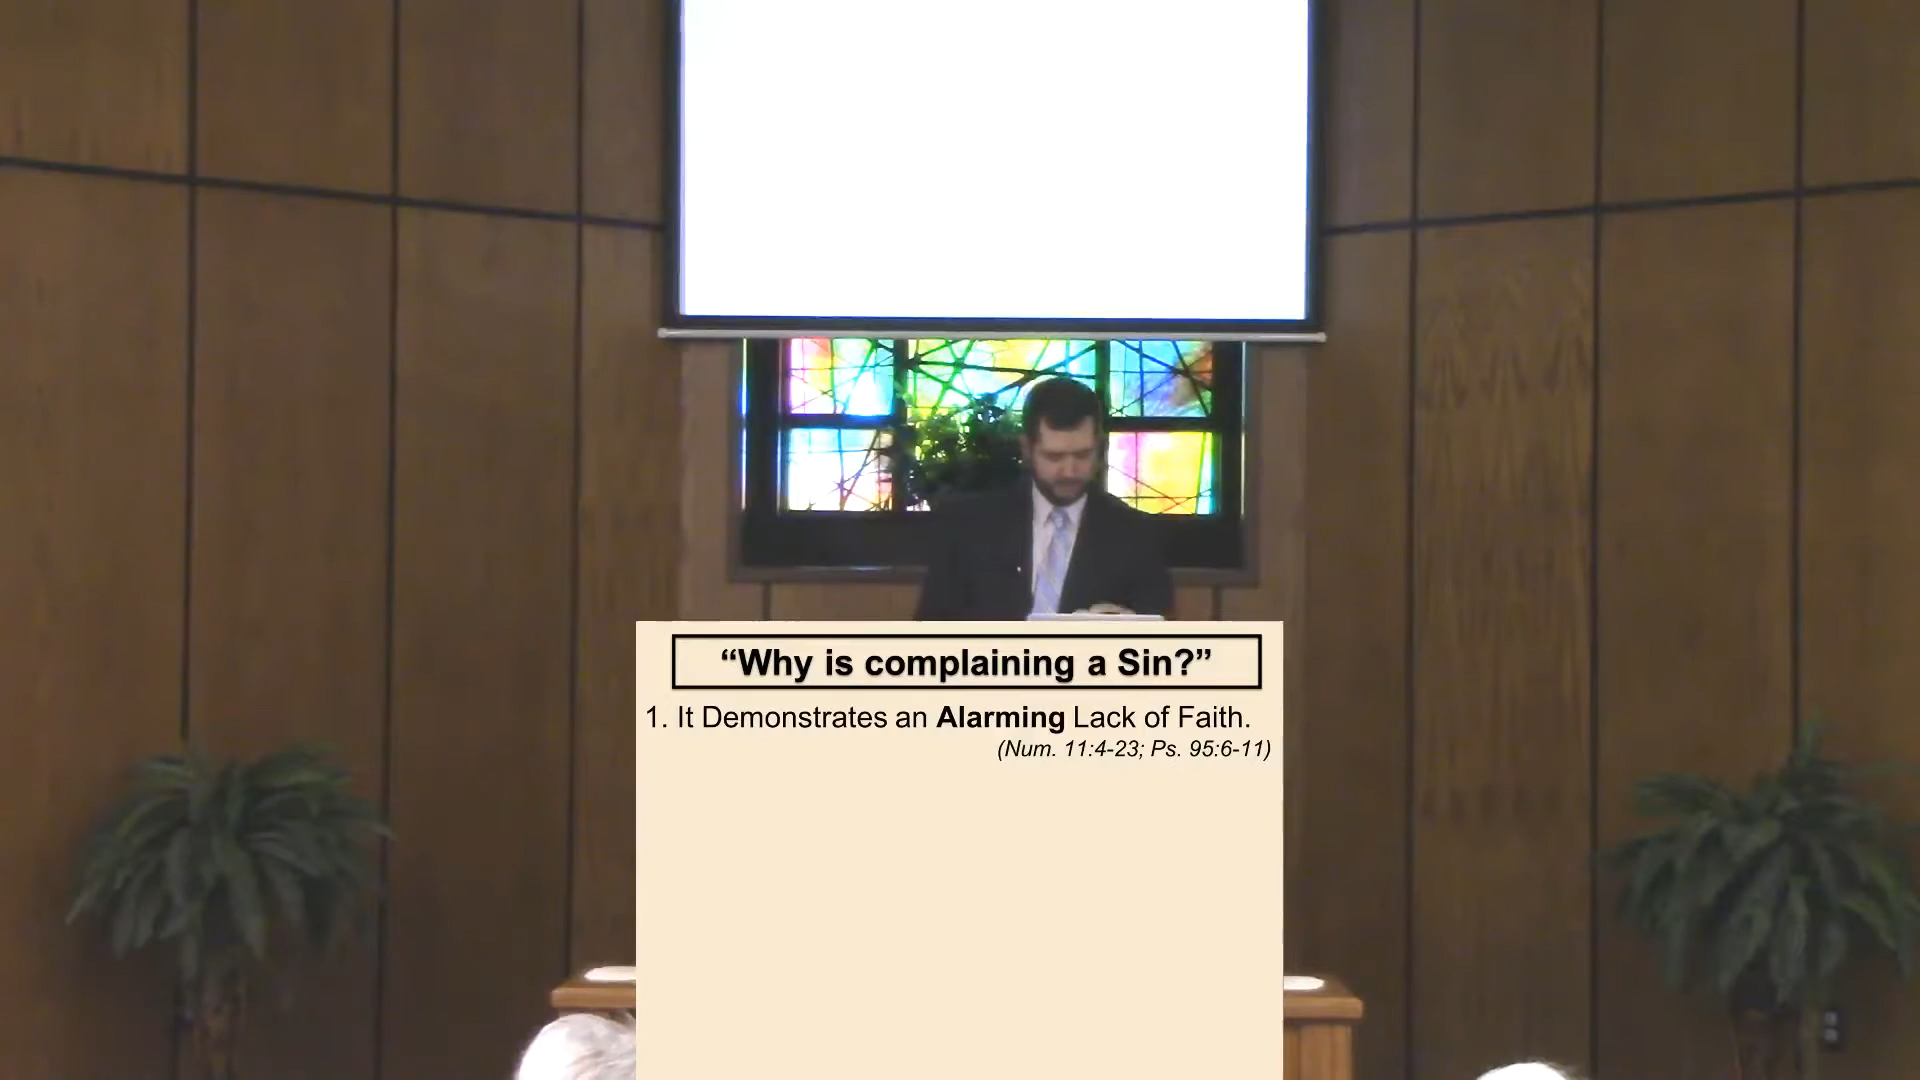 “Why is complaining a Sin?”
1. It Demonstrates an Alarming Lack of Faith.
(Num. 11:4-23; Ps. 95:6-11)